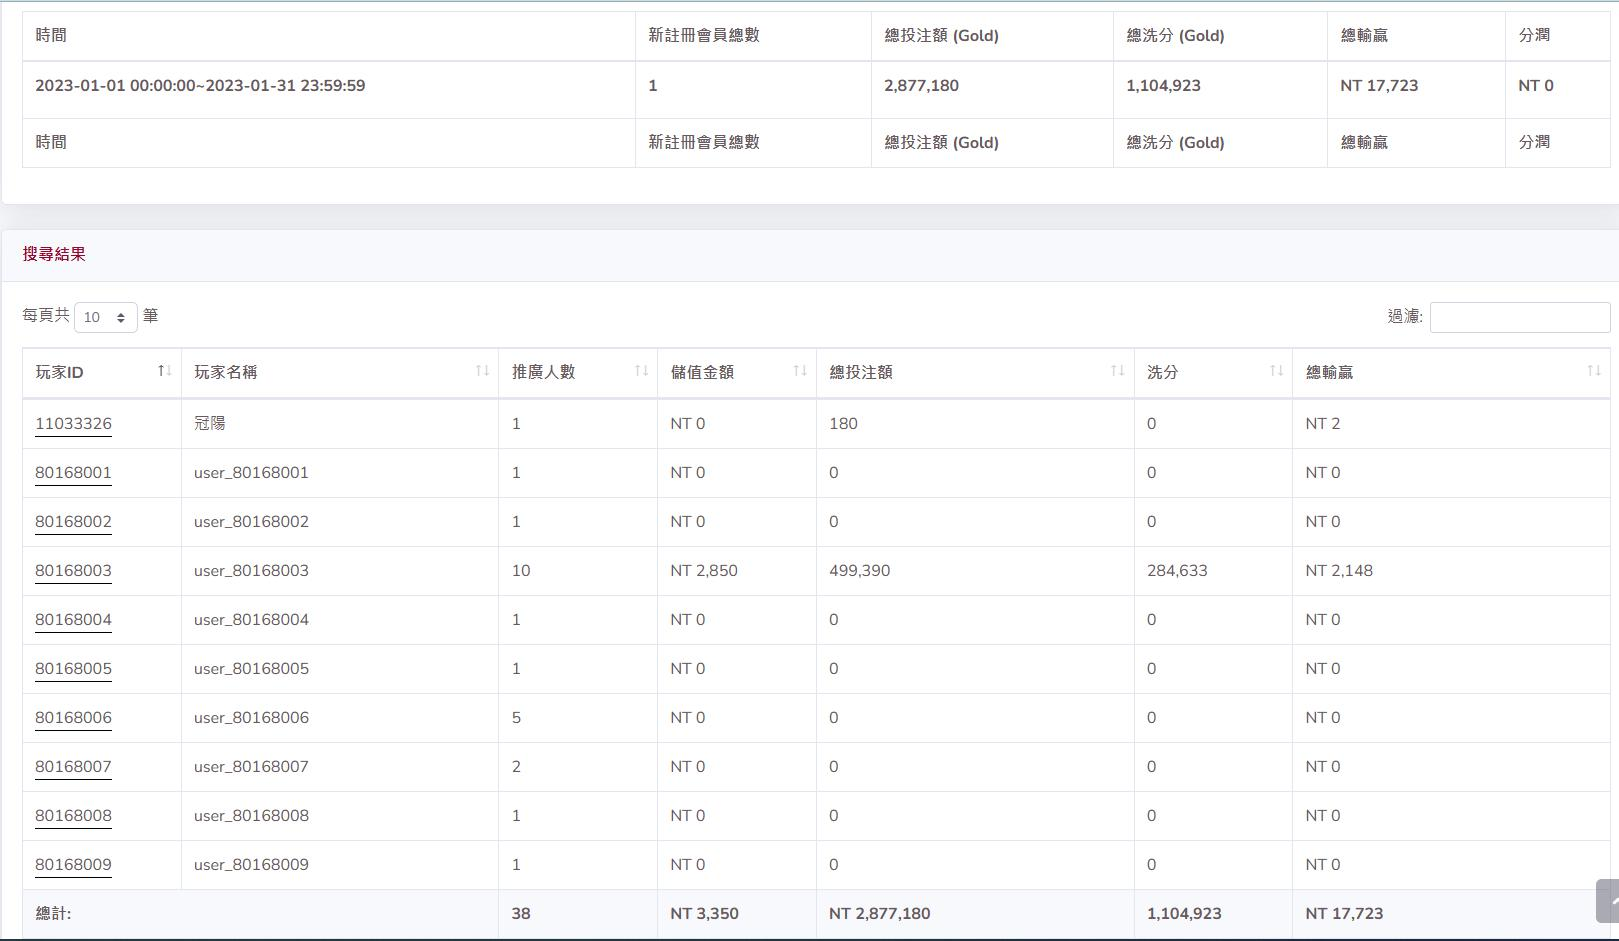 時間 新註冊會員總數 總投注額 (Gold) 總洗分 (Gold) 總輸贏 分潤
2023-01-01 00:00:00~2023-01-31 23:59:59 1 2,877,180 1,104,923 NT 17,723 NT 0
時間 新註冊會員總數 總投注額 (Gold) 總洗分 (Gold) 總輸贏 分潤
搜尋結果
每頁共 10 筆 過濾:
玩家ID 玩家名稱 推廣人數 儲值金額 總投注額 洗分 總輸贏
11033326 冠陽 1 NT 0 180 0 NT 2
80168001 user_80168001 1 NT 0 0 0 NT 0
80168002 user_80168002 1 NT 0 0 0 NT 0
80168003 user_80168003 10 NT 2,850 499,390 284,633 NT 2,148
80168004 user_80168004 1 NT 0 0 0 NT 0
80168005 user_80168005 1 NT 0 0 0 NT 0
80168006 user_80168006 5 NT 0 0 0 NT 0
80168007 user_80168007 2 NT 0 0 0 NT 0
80168008 user_80168008 1 NT 0 0 0 NT 0
80168009 user_80168009 1 NT 0 0 0 NT 0
總計: 38 NT 3,350 NT 2,877,180 1,104,923 NT 17,723